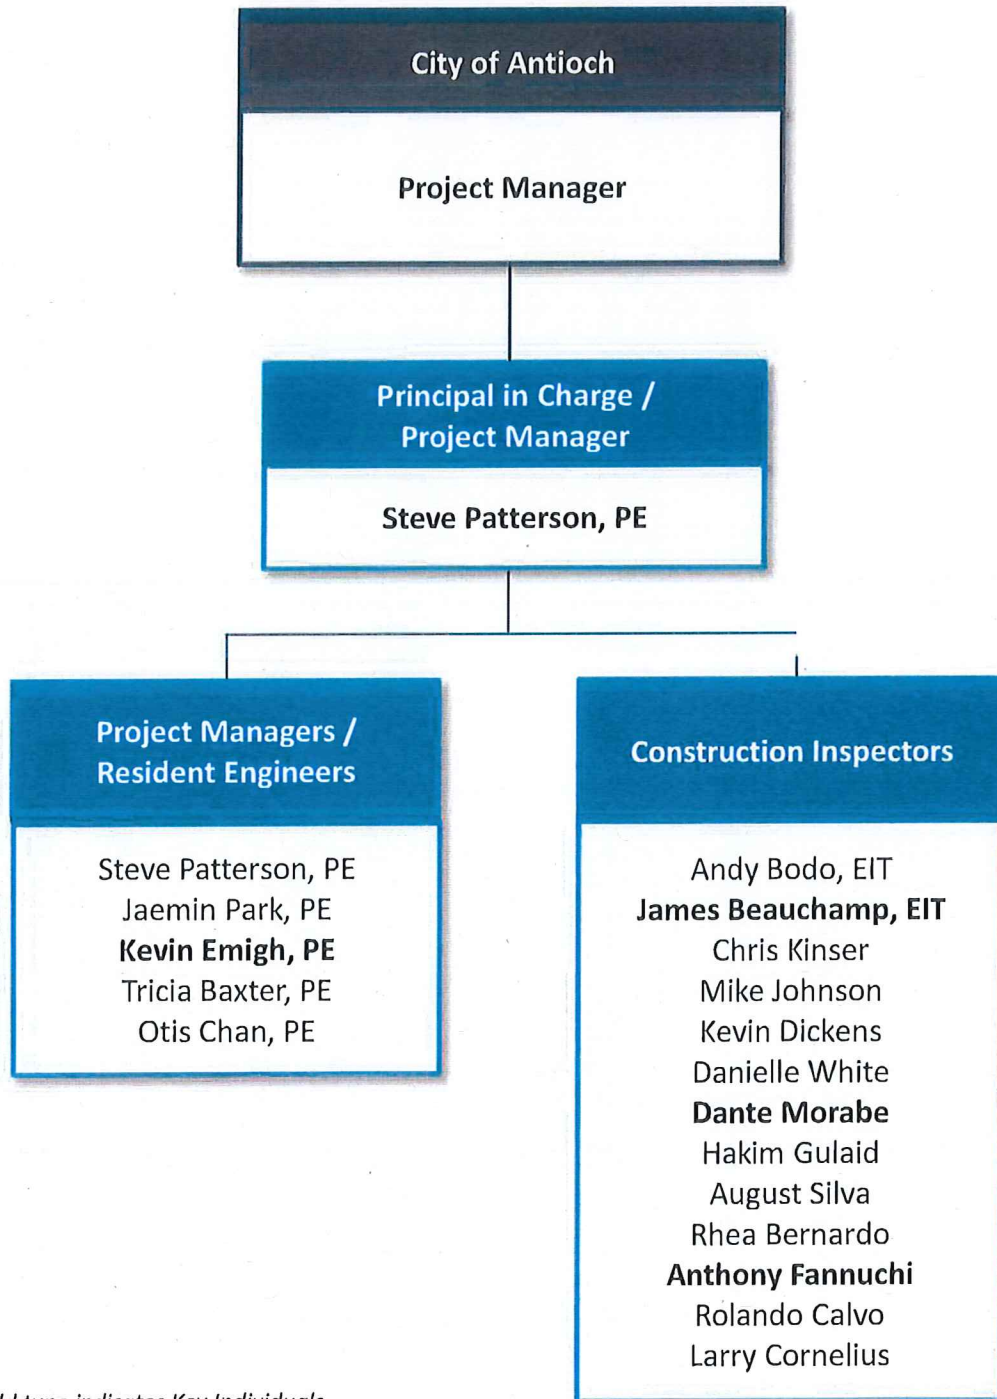 City of Antioch
Project Manager
Principal in Charge /
Project Manager
Steve Patterson, PE
Project Managers /
Resident Engineers
Steve Patterson, PE
Jaemin Park, PE
Kevin Emigh, PE
Tricia Baxter, PE
Otis Chan, PE
Construction Inspectors
Andy Bodo, EIT
James Beauchamp, EIT
Chris Kinser
Mike Johnson
Kevin Dickens
Danielle White
Dante Morabe
Hakim Gulaid
August Silva
Rhea Bernardo
Anthony Fannuchi
Rolando Calvo
Larry Cornelius
indicates Key Individuals